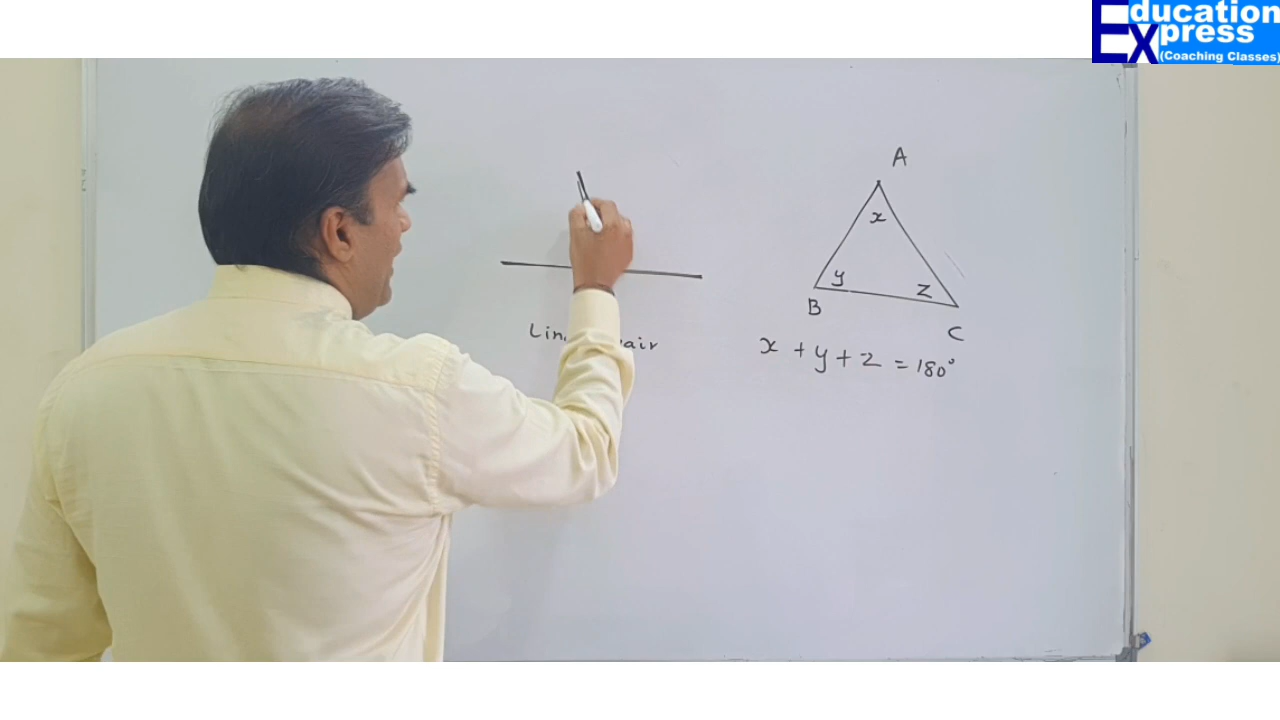 Education
Express
(Coaching Classes)
A
x
y
z
B
C
x + y + z = 180°